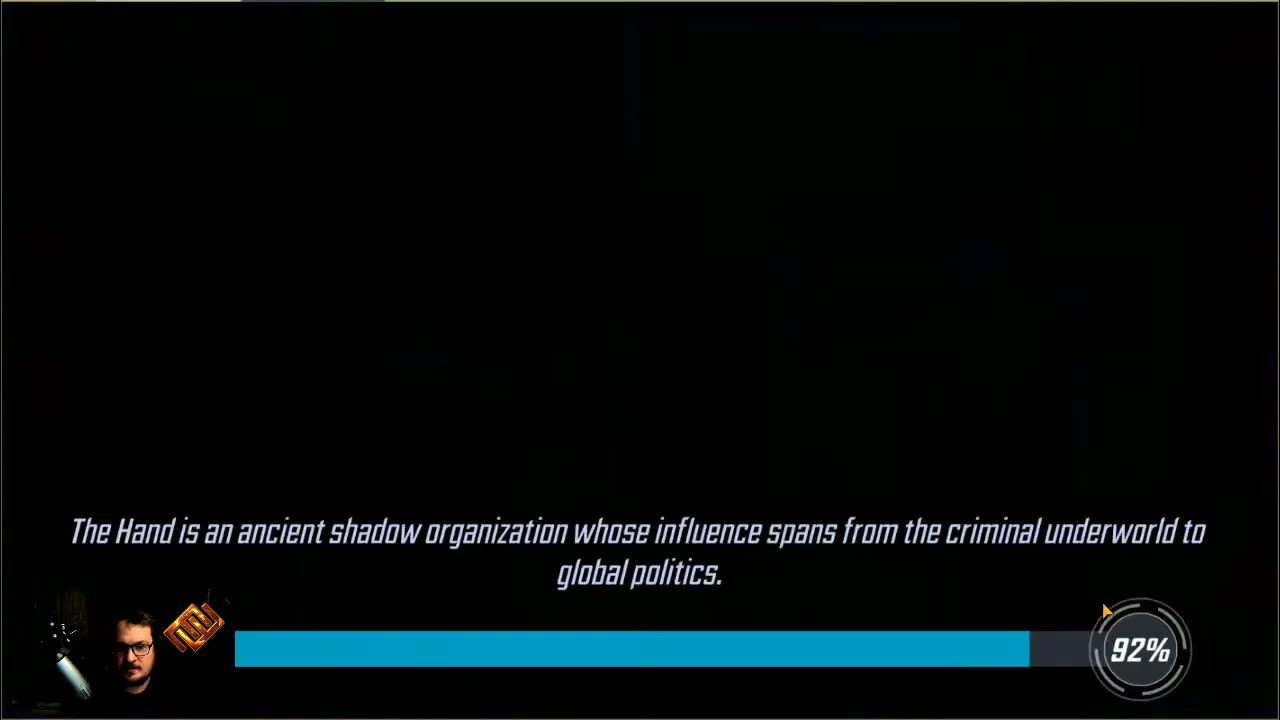 The Hand is an ancient shadow organization whose influence spans from the criminal underworld to
global politics.
92%